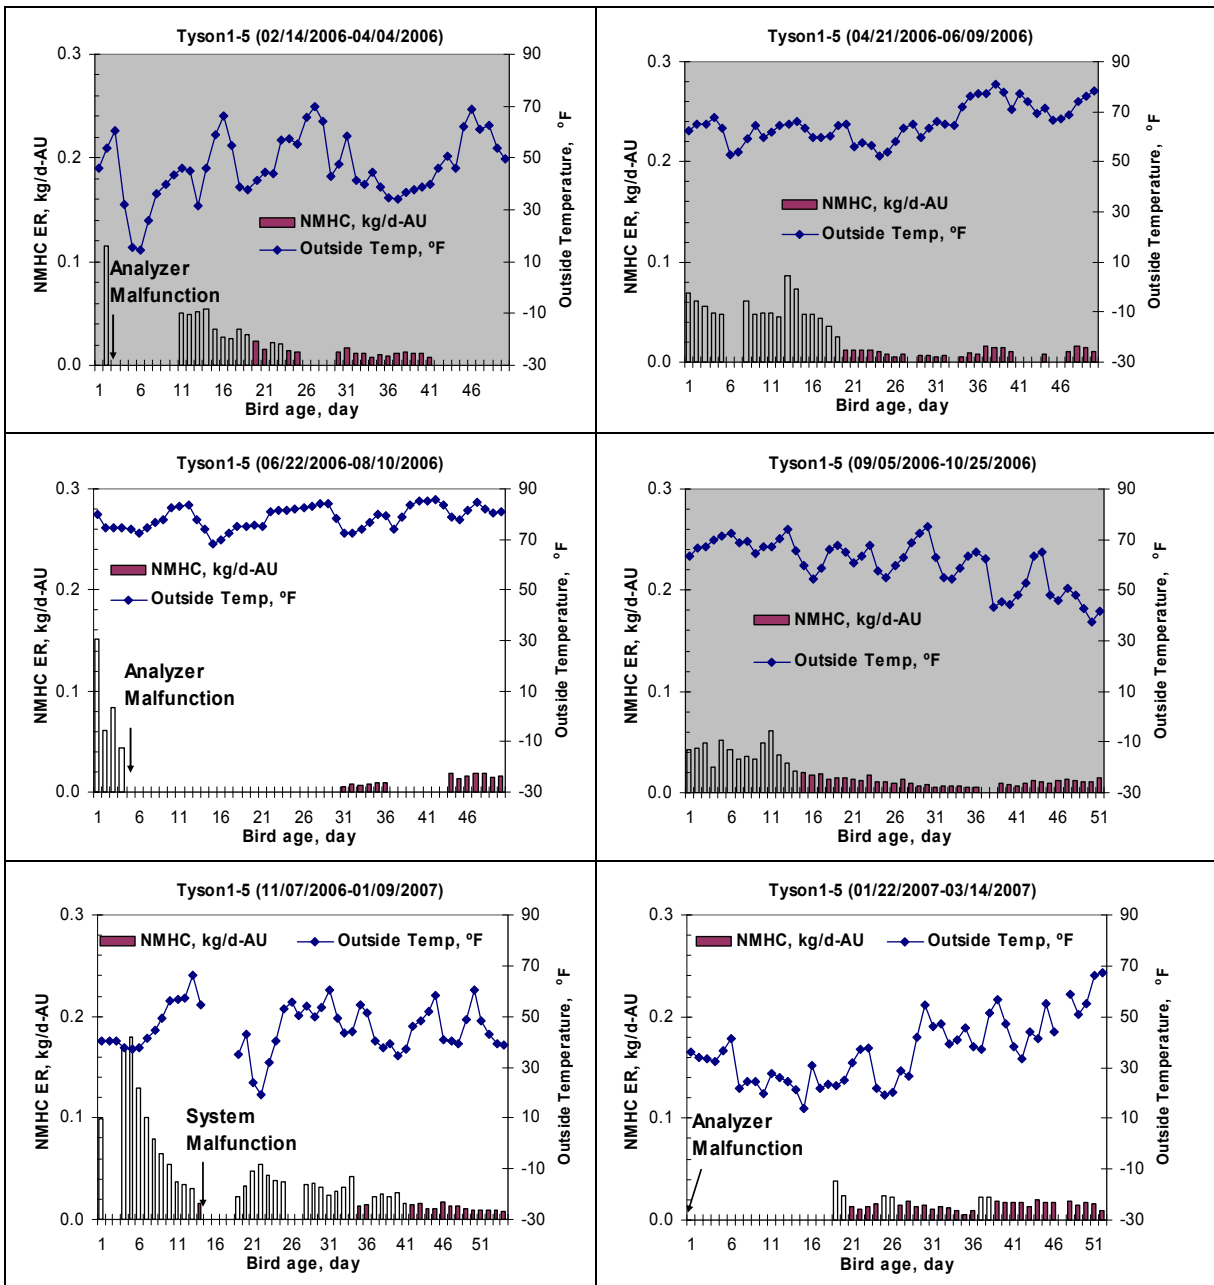 Tyson1-5 (02/14/2006-04/04/2006)
0.3
0.2
0.1
0.0
NMHC ER, kg/d-AU
90
70
50
30
10
-10
-30
Outside Temperature, ºF
NMHC, kg/d-AU
Outside Temp, ºF
Analyzer
Malfunction
1 6 11 16 21 26 31 36 41 46
Bird age, day
Tyson1-5 (04/21/2006-06/09/2006)
0.3
0.2
0.1
0.0
NMHC ER, kg/d-AU
90
70
50
30
10
-10
-30
Outside Temperature, ºF
NMHC, kg/d-AU
Outside Temp, ºF
1 6 11 16 21 26 31 36 41 46
Bird age, day
Tyson1-5 (06/22/2006-08/10/2006)
0.3
0.2
0.1
0.0
NMHC ER, kg/d-AU
90
70
50
30
10
-10
-30
Outside Temperature, ºF
NMHC, kg/d-AU
Outside Temp, ºF
Analyzer
Malfunction
1 6 11 16 21 26 31 36 41 46
Bird age, day
Tyson1-5 (09/05/2006-10/25/2006)
0.3
0.2
0.1
0.0
NMHC ER, kg/d-AU
90
70
50
30
10
-10
-30
Outside Temperature, ºF
NMHC, kg/d-AU
Outside Temp, ºF
1 6 11 16 21 26 31 36 41 46 51
Bird age, day
Tyson1-5 (11/07/2006-01/09/2007)
0.3
0.2
0.1
0.0
NMHC ER, kg/d-AU
90
70
50
30
10
-10
-30
Outside Temperature, ºF
NMHC, kg/d-AU Outside Temp, ºF
System
Malfunction
1 6 11 16 21 26 31 36 41 46 51
Bird age, day
Tyson1-5 (01/22/2007-03/14/2007)
0.3
0.2
0.1
0.0
NMHC ER, kg/d-AU
90
70
50
30
10
-10
-30
Outside Temperature, ºF
NMHC, kg/d-AU Outside Temp, ºF
Analyzer
Malfunction
1 6 11 16 21 26 31 36 41 46 51
Bird age, day